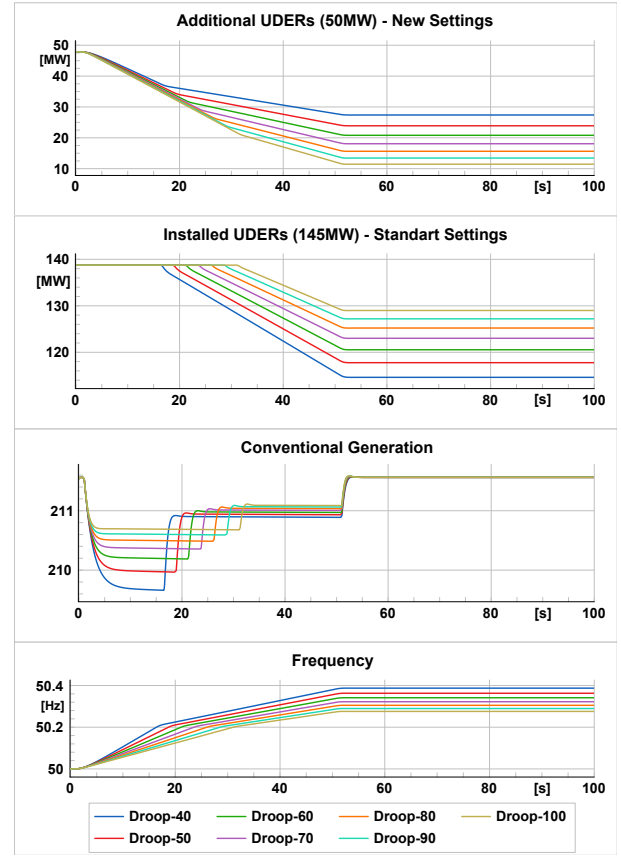 Additional UDERs (50MW) - New Settings
50
[MW]
40
30
20
10
0 20 40 60 80 [s] 100
Installed UDERs (145MW) - Standart Settings
140
[MW]
130
120
0 20 40 60 80 [s] 100
Conventional Generation
211
210
0 20 40 60 80 [s] 100
Frequency
50.4
[Hz]
50.2
50
0 20 40 60 80 [s] 100
Droop-40 Droop-60 Droop-80 Droop-100
Droop-50 Droop-70 Droop-90